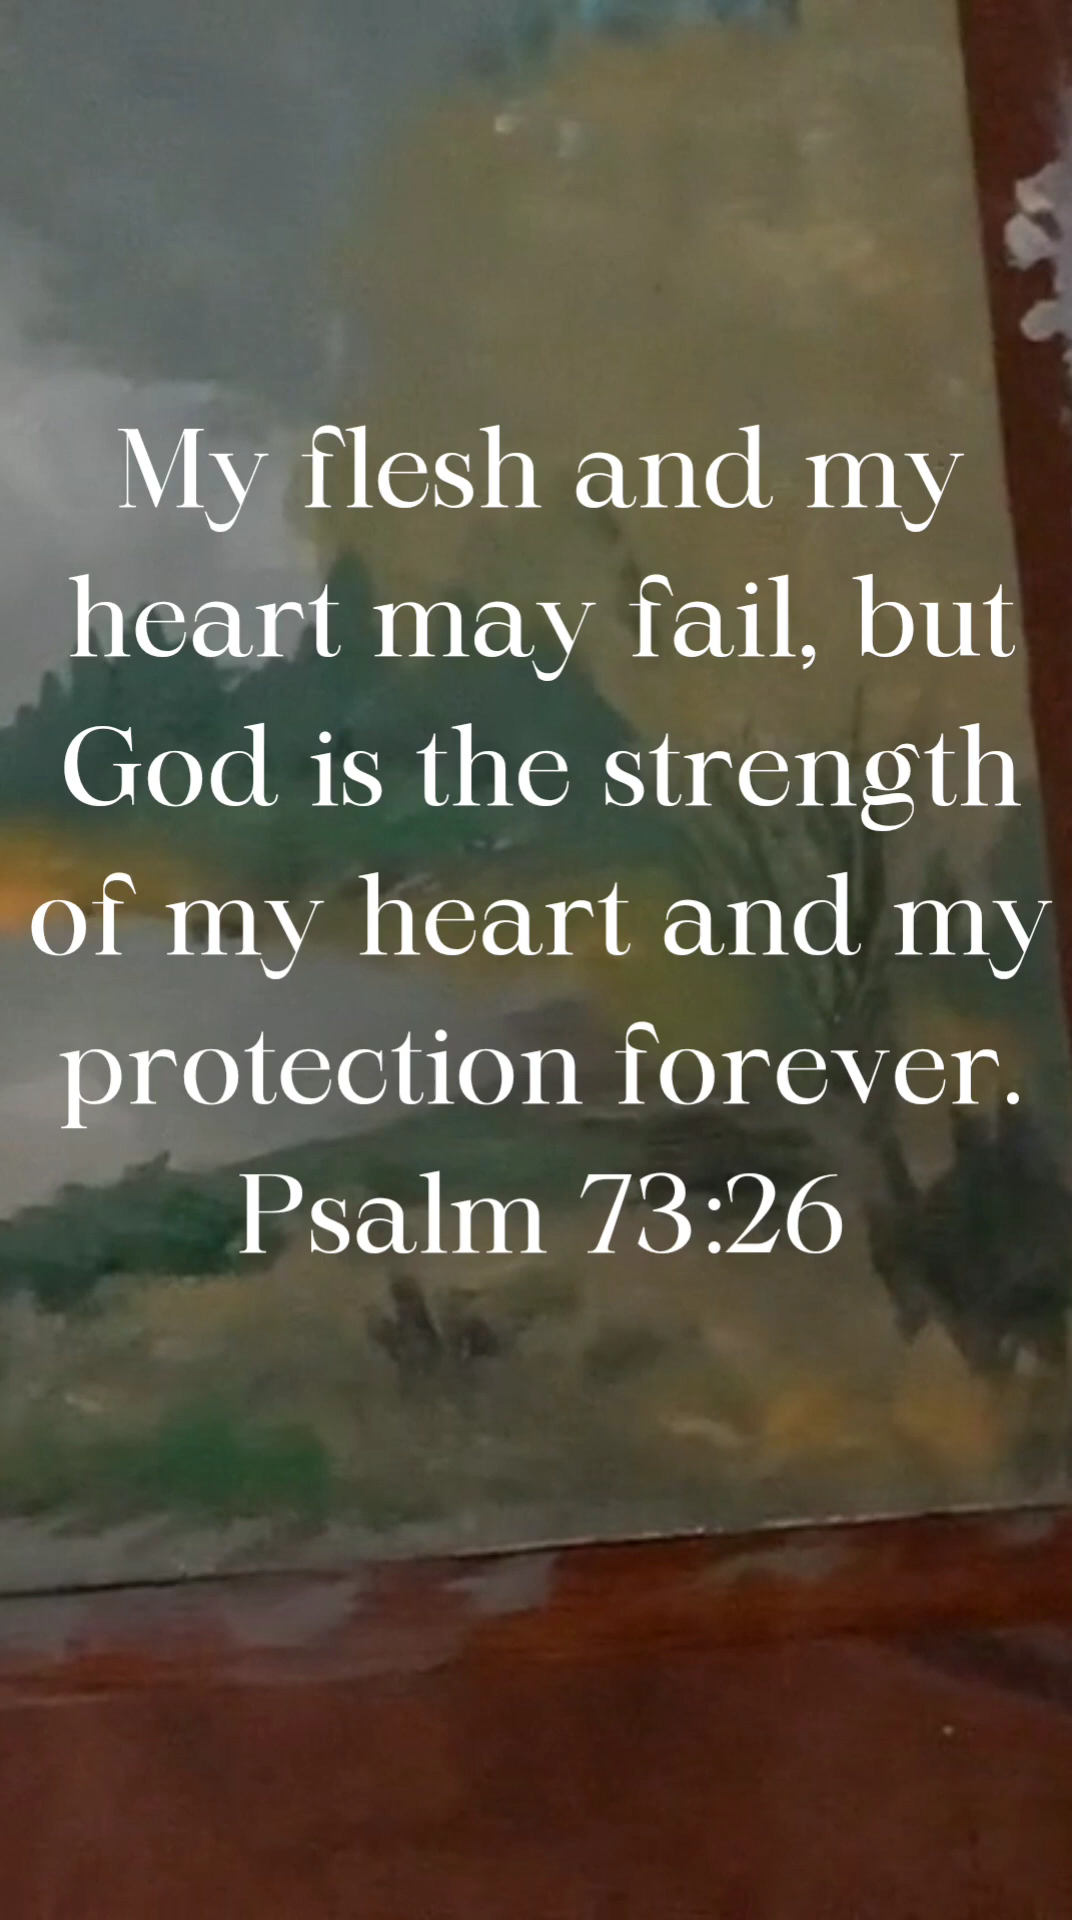 My flesh and my
heart may fail, but
God is the strength
of my heart and my
protection forever.
Psalm 73:26